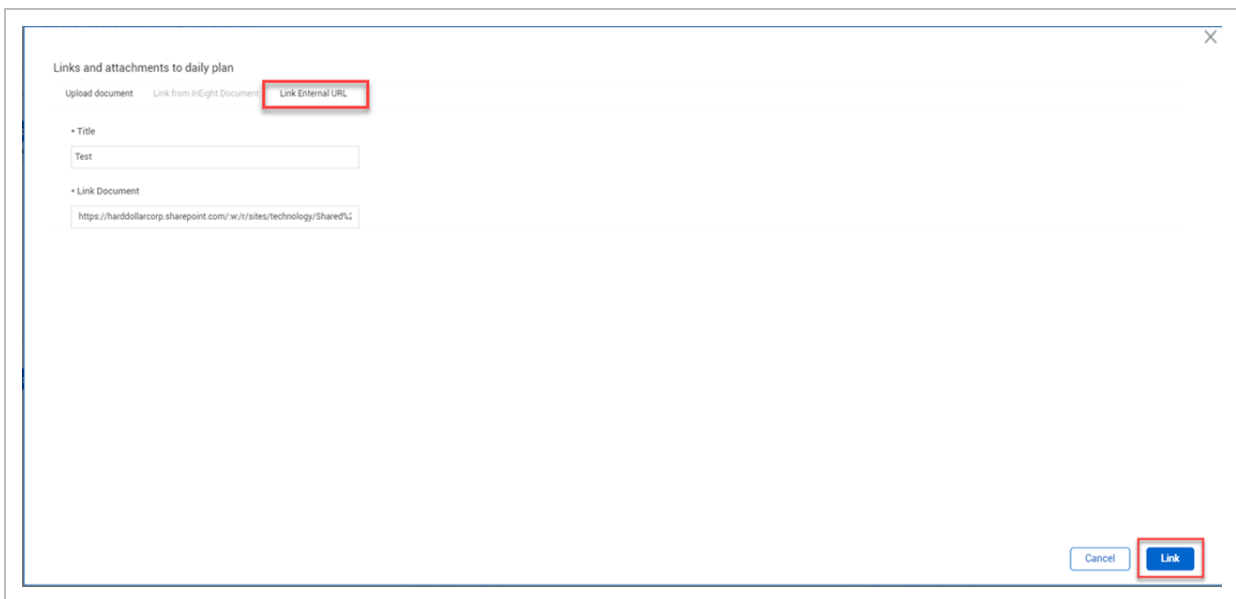 Links and attachments to daily plan
Upload document Link from InEight Document Link Enternal URL
* Title
Test
* Link Document
https://harddollarcorp.sharepoint.com/:w:/r/sites/technology/Shared%2
Cancel Link